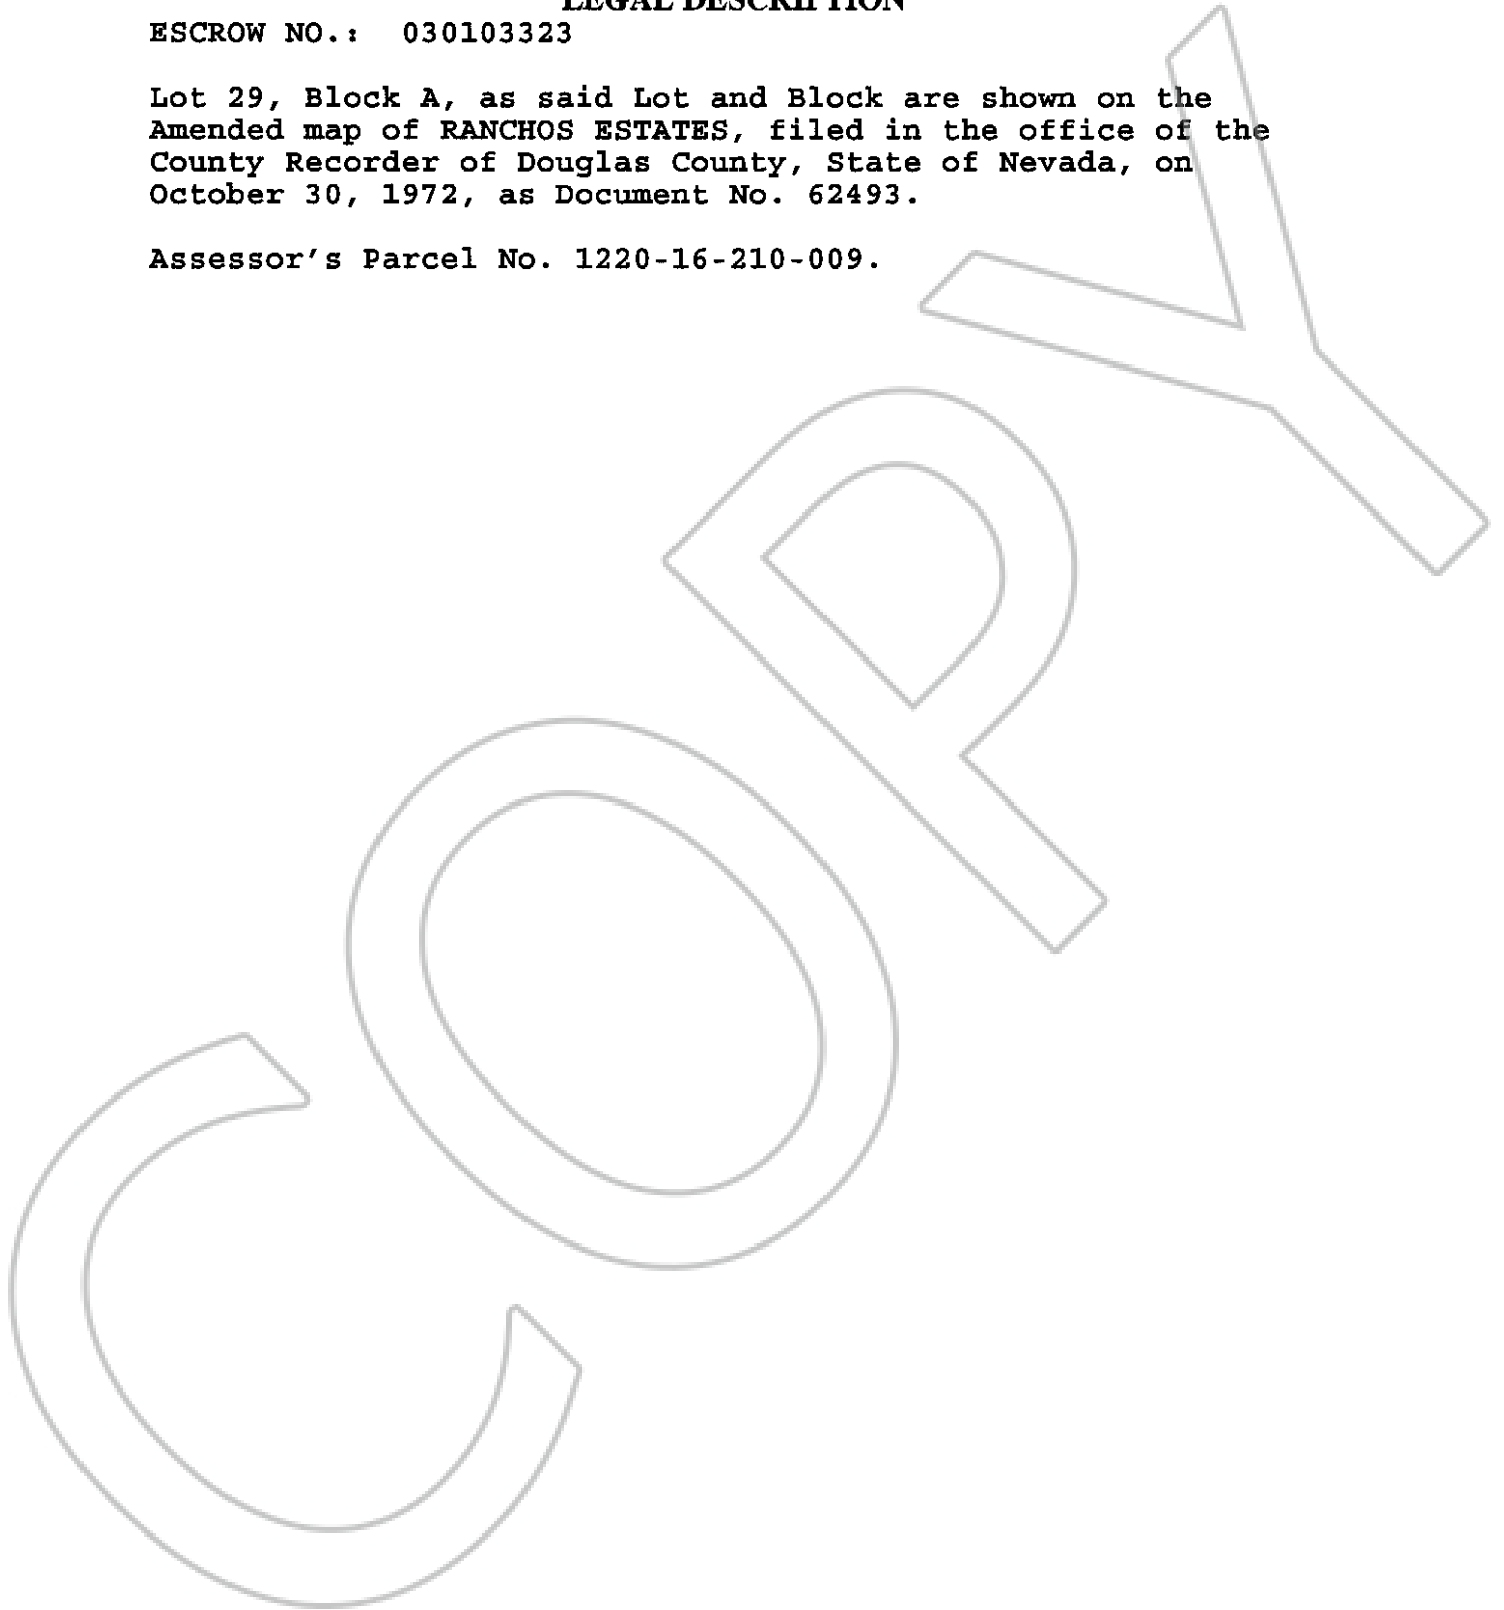 LEGAL DESCRIPTION
ESCROW NO.: 030103323
Lot 29, Block A, as said Lot and Block are shown on the
Amended map of RANCHOS ESTATES, filed in the office of the
County Recorder of Douglas County, State of Nevada, on
October 30, 1972, as Document No. 62493.
Assessor's Parcel No. 1220-16-210-009.
COPY